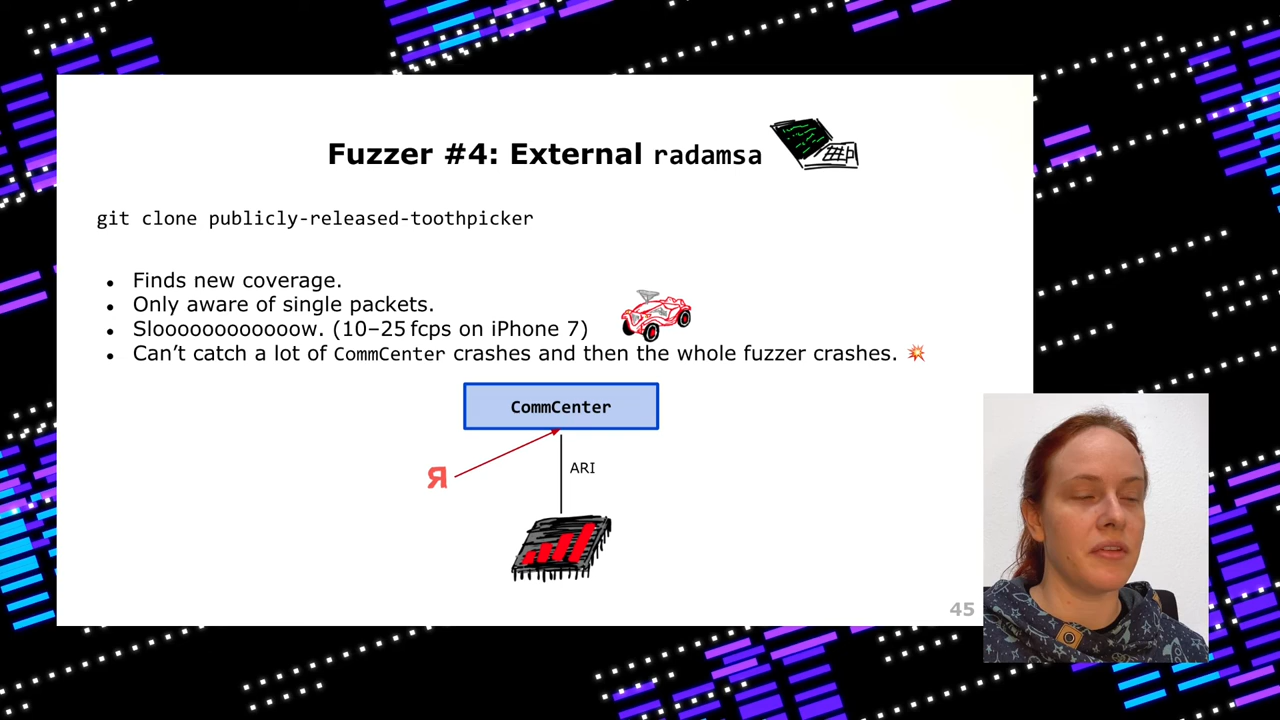 Fuzzer #4: External radamsa
git clone publicly-released-toothpicker
• Finds new coverage.
• Only aware of single packets.
• Slooooooooooooow. (10–25 fcps on iPhone 7)
• Can’t catch a lot of CommCenter crashes and then the whole fuzzer crashes. 💥
CommCenter
ARI
Я
45